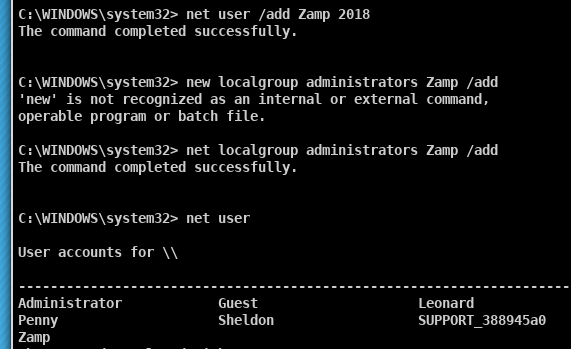 C:\WINDOWS\system32> net user /add Zamp 2018
The command completed successfully.
C:\WINDOWS\system32> new localgroup administrators Zamp /add
'new' is not recognized as an internal or external command,
operable program or batch file.
C:\WINDOWS\system32> net localgroup administrators Zamp /add
The command completed successfully.
C:\WINDOWS\system32> net user
User accounts for \\
-------------------------------------------------------------------------------
Administrator Guest Leonard
Penny Sheldon SUPPORT_388945a0
Zamp